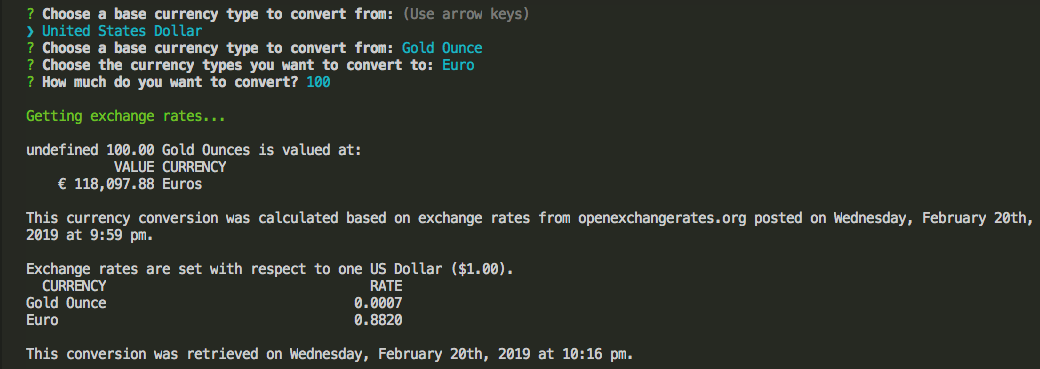 ? Choose a base currency type to convert from: (Use arrow keys)
❯ United States Dollar
? Choose a base currency type to convert from: Gold Ounce
? Choose the currency types you want to convert to: Euro
? How much do you want to convert? 100
Getting exchange rates...
undefined 100.00 Gold Ounces is valued at:
VALUE CURRENCY
€ 118,097.88 Euros
This currency conversion was calculated based on exchange rates from openexchangerates.org posted on Wednesday, February 20th,
2019 at 9:59 pm.
Exchange rates are set with respect to one US Dollar ($1.00).
CURRENCY RATE
Gold Ounce 0.0007
Euro 0.8820
This conversion was retrieved on Wednesday, February 20th, 2019 at 10:16 pm.